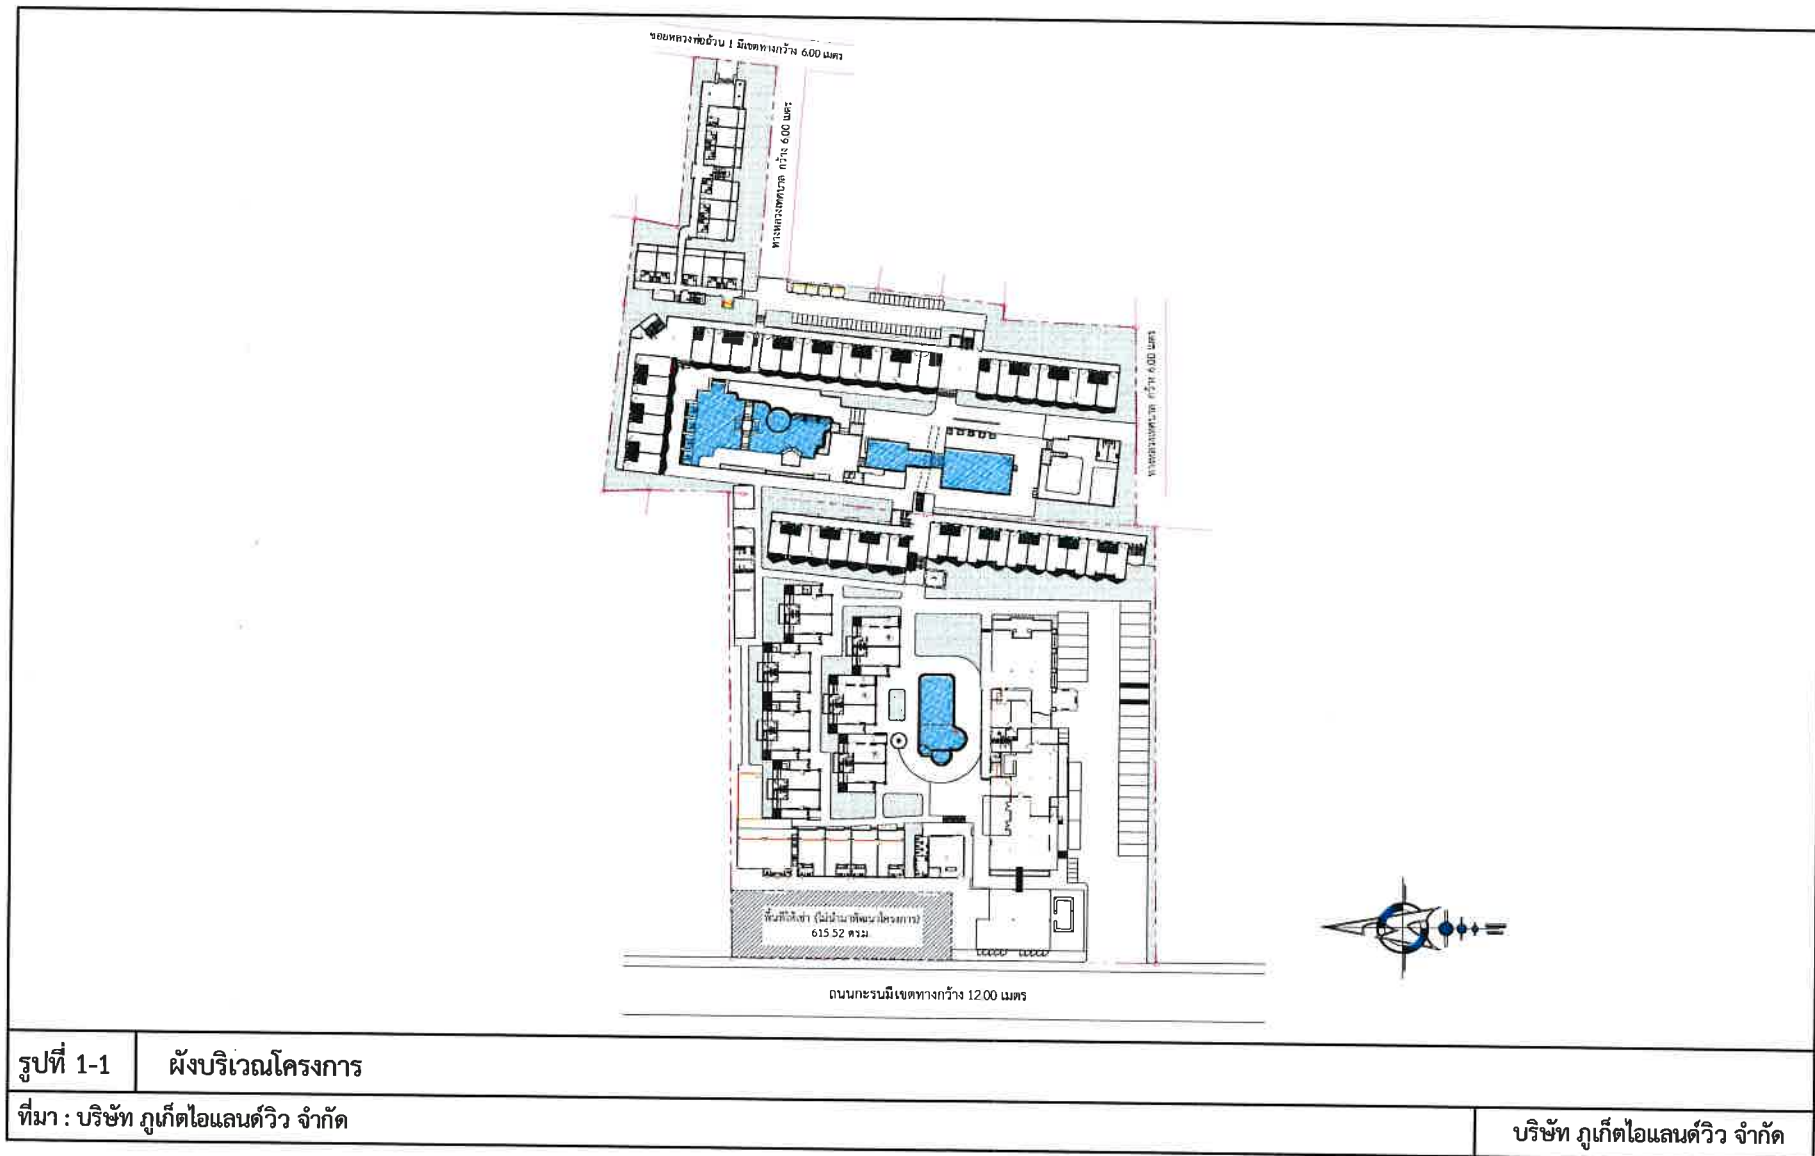 ซอยหลวงพ่อถ้วน 1 มีเขตทางกว้าง 6.00 เมตร
ทางหลวงเทศบาล กว้าง 6.00 เมตร
ทางหลวงเทศบาล กว้าง 6.00 เมตร
พื้นที่ให้เช่า (ไม่นำมาพัฒนาโครงการ)
615.52 ตร.ม
ถนนกะรนมีเขตทางกว้าง 12.00 เมตร
รูปที่ 1-1 ผังบริเวณโครงการ
ที่มา : บริษัท ภูเก็ตไอแลนด์วิว จำกัด
บริษัท ภูเก็ตไอแลนด์วิว จำกัด